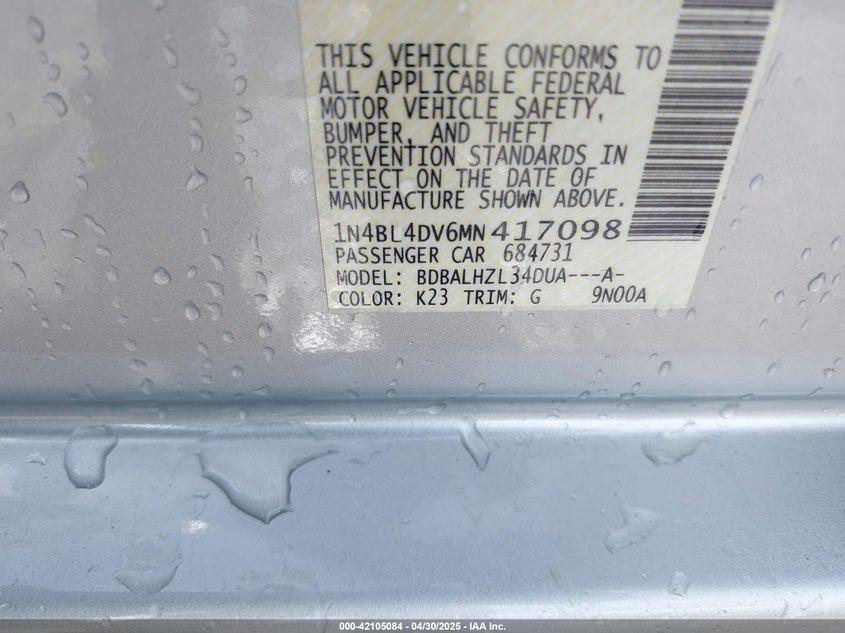 THIS VEHICLE CONFORMS TO
ALL APPLICABLE FEDERAL
MOTOR VEHICLE SAFETY,
BUMPER, AND THEFT
PREVENTION STANDARDS IN
EFFECT ON THE DATE OF
MANUFACTURE SHOWN ABOVE.
1N4BL4DV6MN417098
PASSENGER CAR 684731
MODEL: BDBALHZL34DUA---A-
COLOR: K23 TRIM: G 9N00A
000-42105084 - 04/30/2025 - IAA Inc.